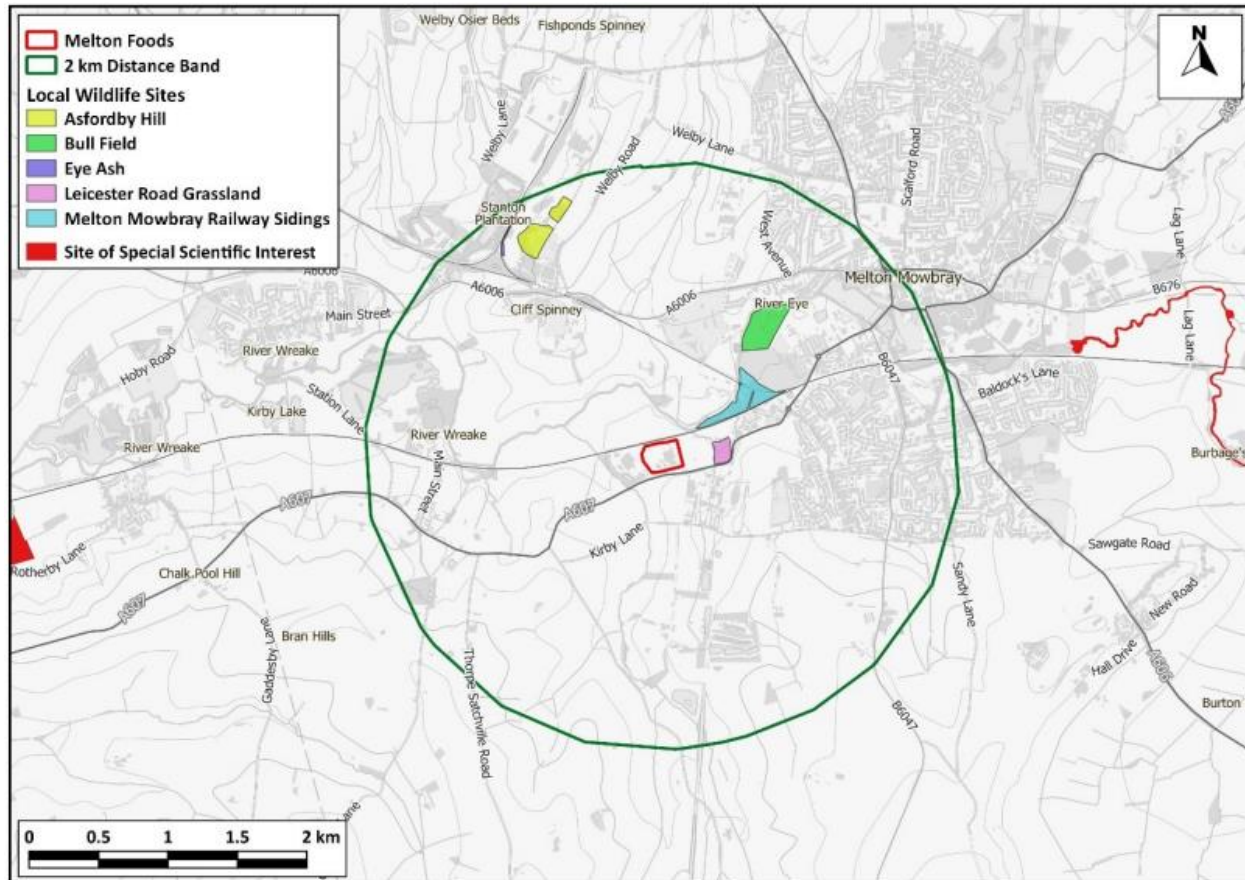 Melton Foods
2 km Distance Band
Local Wildlife Sites
Asfordby Hill
Bull Field
Eye Ash
Leicester Road Grassland
Melton Mowbray Railway Sidings
Site of Special Scientific Interest
N
Welby Osier Beds
Fishponds Spinney
Welby Lane
Welby Lane
Welby Road
Scalford Road
Stanton
Plantation
West Avenue
Lag Lane
A6006
A6006
A6006
Melton Mowbray
B676
Main Street
Cliff Spinney
River Eye
Lag Lane
Hoby Road
River Wreake
B6047
Baldock's Lane
Kirby Lake
Station Lane
River Wreake
River Wreake
Main Street
Burbage's
A607
A607
Kirby Lane
Sawgate Road
Rotherby Lane
Chalk Pool Hill
Sandy Lane
New Road
A607
Bran Hills
Gaddesby Lane
Hall Drive
A606
Thorpe Satchville Road
B6047
Burton
0 0.5 1 1.5 2 km